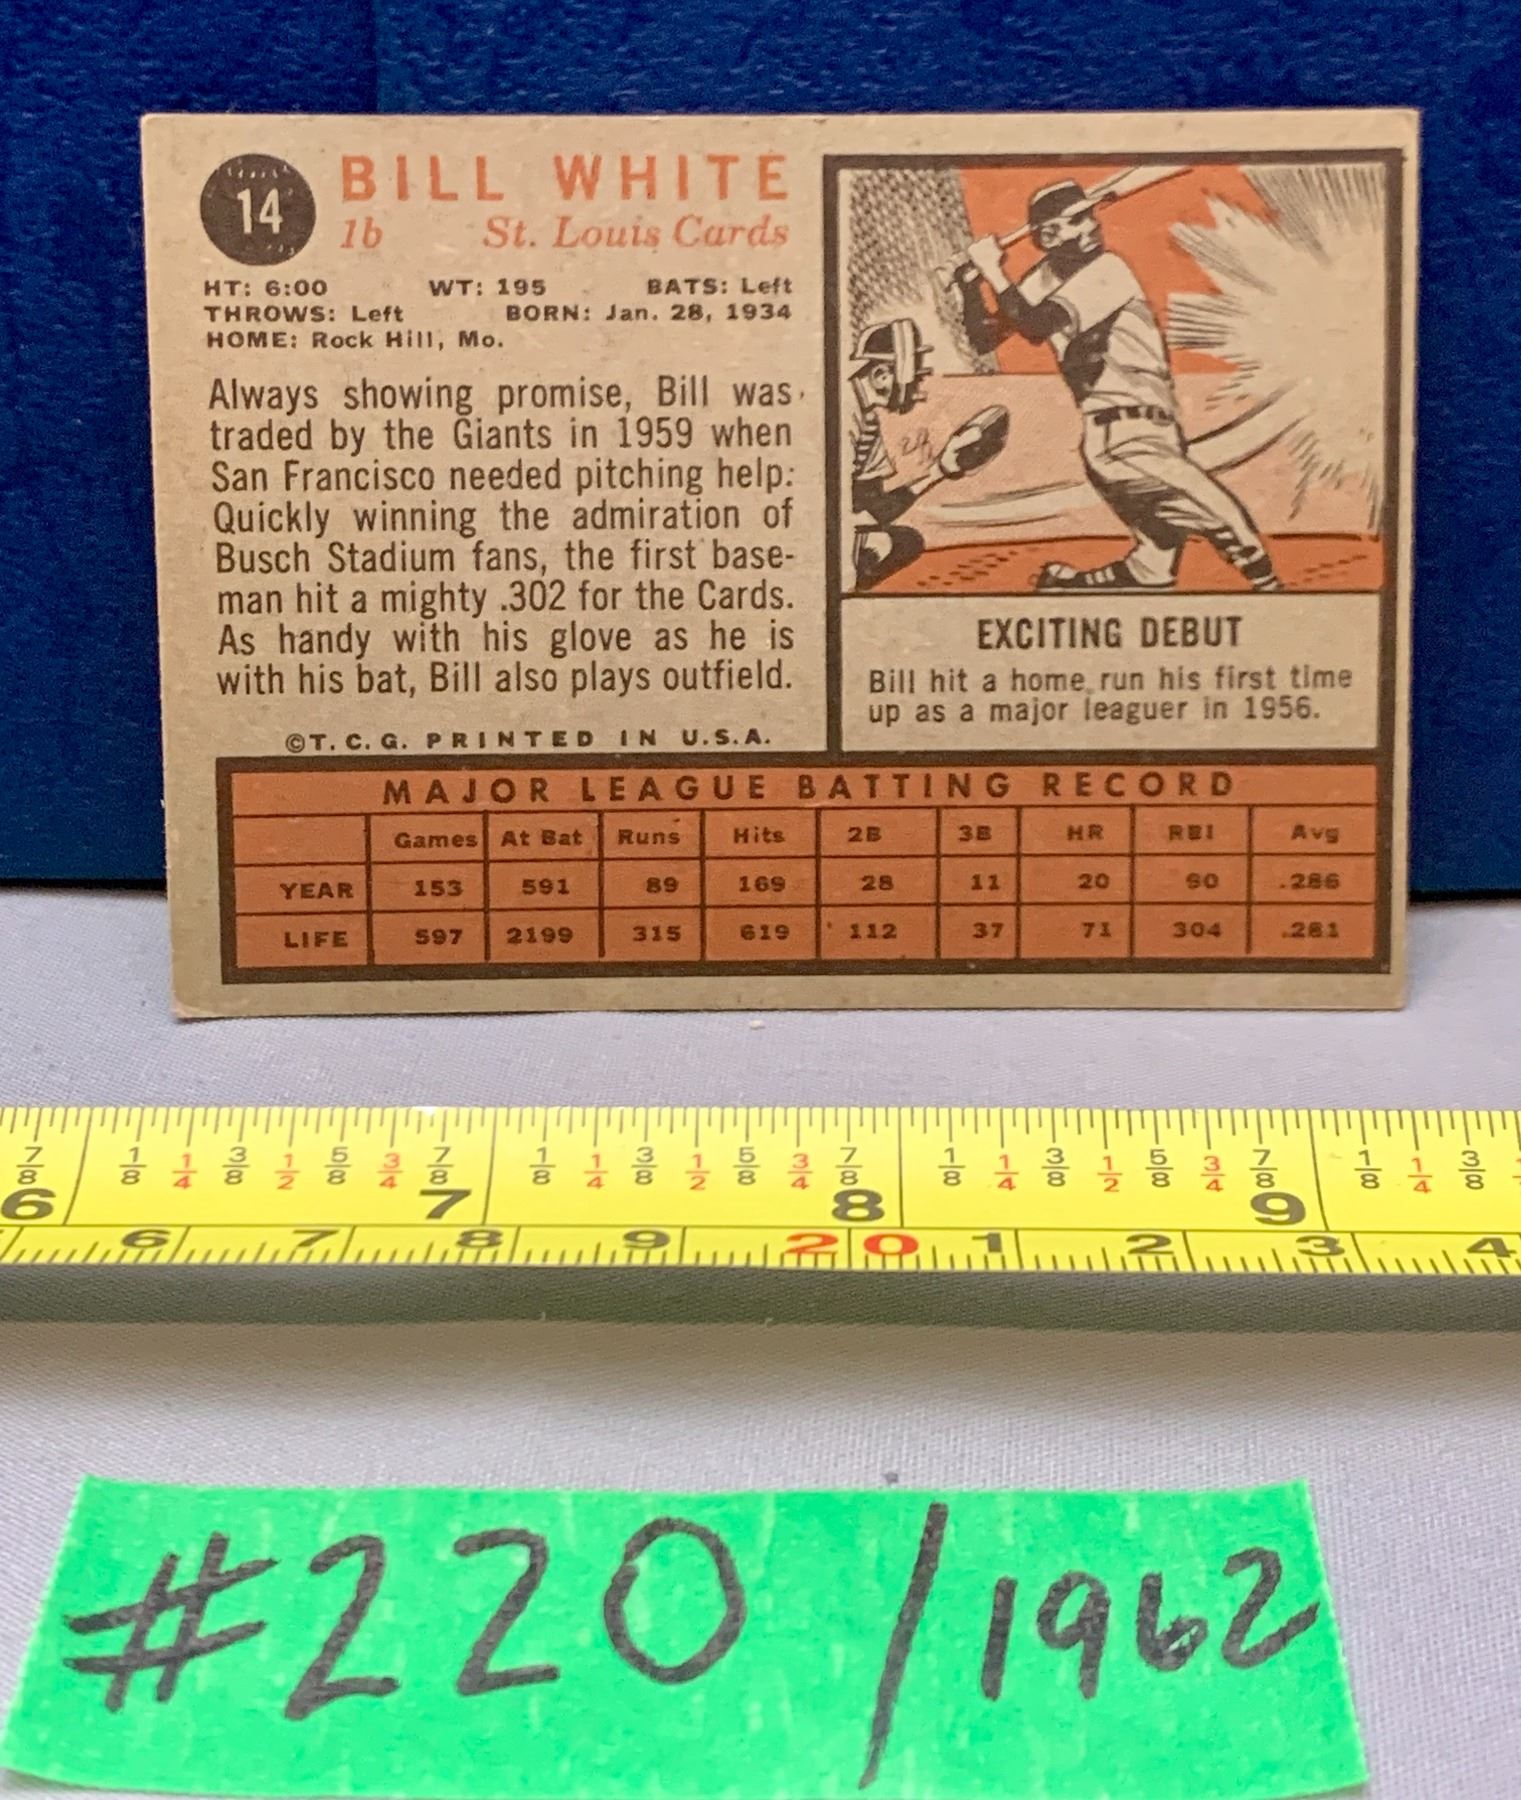 14
BILL WHITE
1b St. Louis Cards
HT: 6:00 WT: 195 BATS: Left
THROWS: Left BORN: Jan. 28, 1934
HOME: Rock Hill, Mo.
Always showing promise, Bill was
traded by the Giants in 1959 when
San Francisco needed pitching help:
Quickly winning the admiration of
Busch Stadium fans, the first base-
man hit a mighty .302 for the Cards.
As handy with his glove as he is
with his bat, Bill also plays outfield.
©T. C. G. PRINTED IN U.S.A.
EXCITING DEBUT
Bill hit a home run his first time
up as a major leaguer in 1956.
MAJOR LEAGUE BATTING RECORD
Games At Bat Runs Hits 2B 3B HR RBI Avg
YEAR 153 591 89 169 28 11 20 90 .286
LIFE 597 2199 315 619 112 37 71 304 .281
7/8 1/8 1/4 3/8 1/2 5/8 3/4 7/8 1/8 1/4 3/8 1/2 5/8 3/4 7/8 1/8 1/4 3/8 1/2 5/8 3/4 7/8 1/8 1/4 3/8
6 7 8 9
6 7 8 9 20 0 1 2 3 4
#220/1962